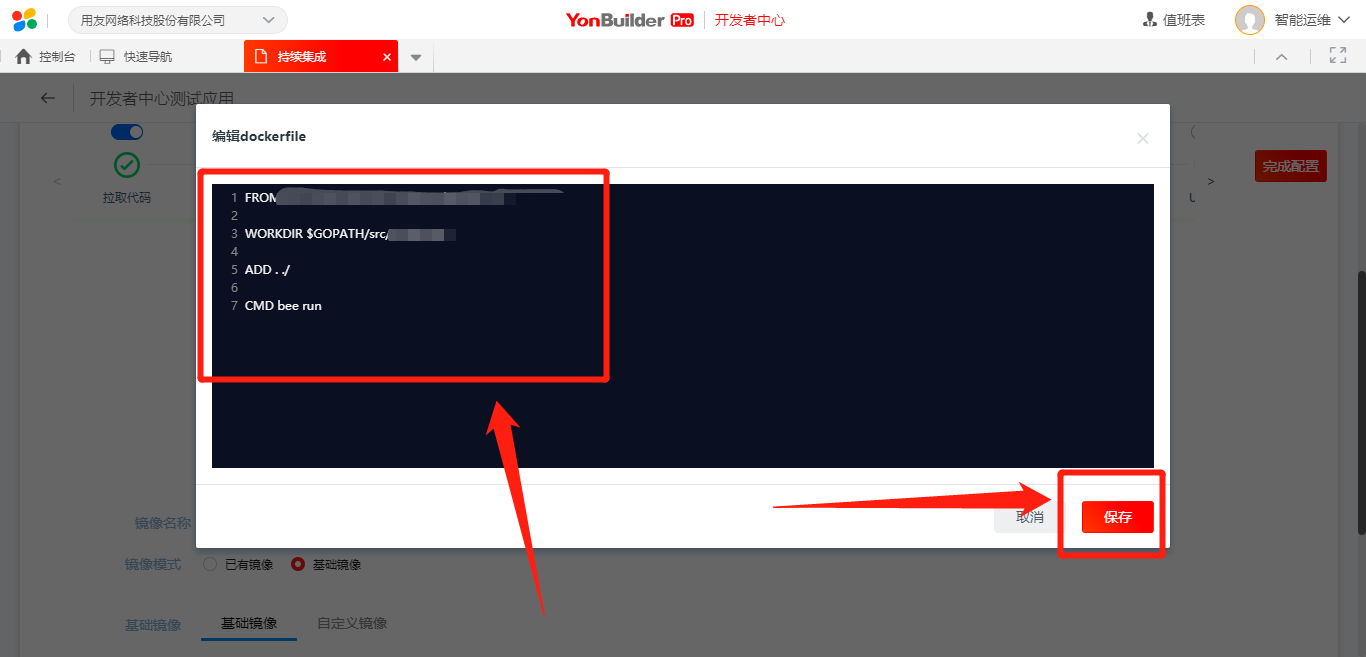 用友网络科技股份有限公司
YonBuilder Pro 开发者中心
值班表
智能运维
控制台
快速导航
持续集成
开发者中心测试应用
编辑dockerfile
1 FROM
2
3 WORKDIR $GOPATH/src/
4
5 ADD . ./
6
7 CMD bee run
拉取代码
完成配置
取消
保存
镜像名称
镜像模式 已有镜像 基础镜像
基础镜像 基础镜像 自定义镜像